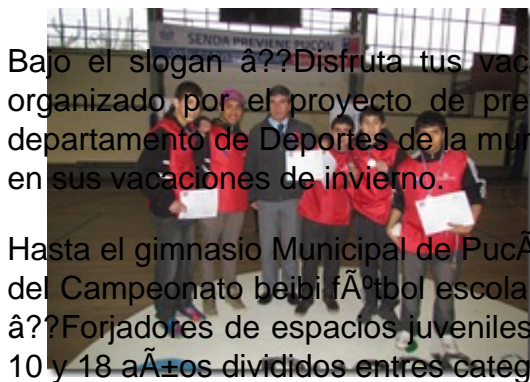 SENDA PREVIENE PUCÓN
Bajo el slogan â??Disfruta tus vac
organizado por el proyecto de pre
departamento de Deportes de la mun
en sus vacaciones de invierno.
Hasta el gimnasio Municipal de PucÃ
del Campeonato beibi fÃºtbol escola
â??Forjadores de espacios juveniles
10 y 18 aÃ±os divididos entres categ